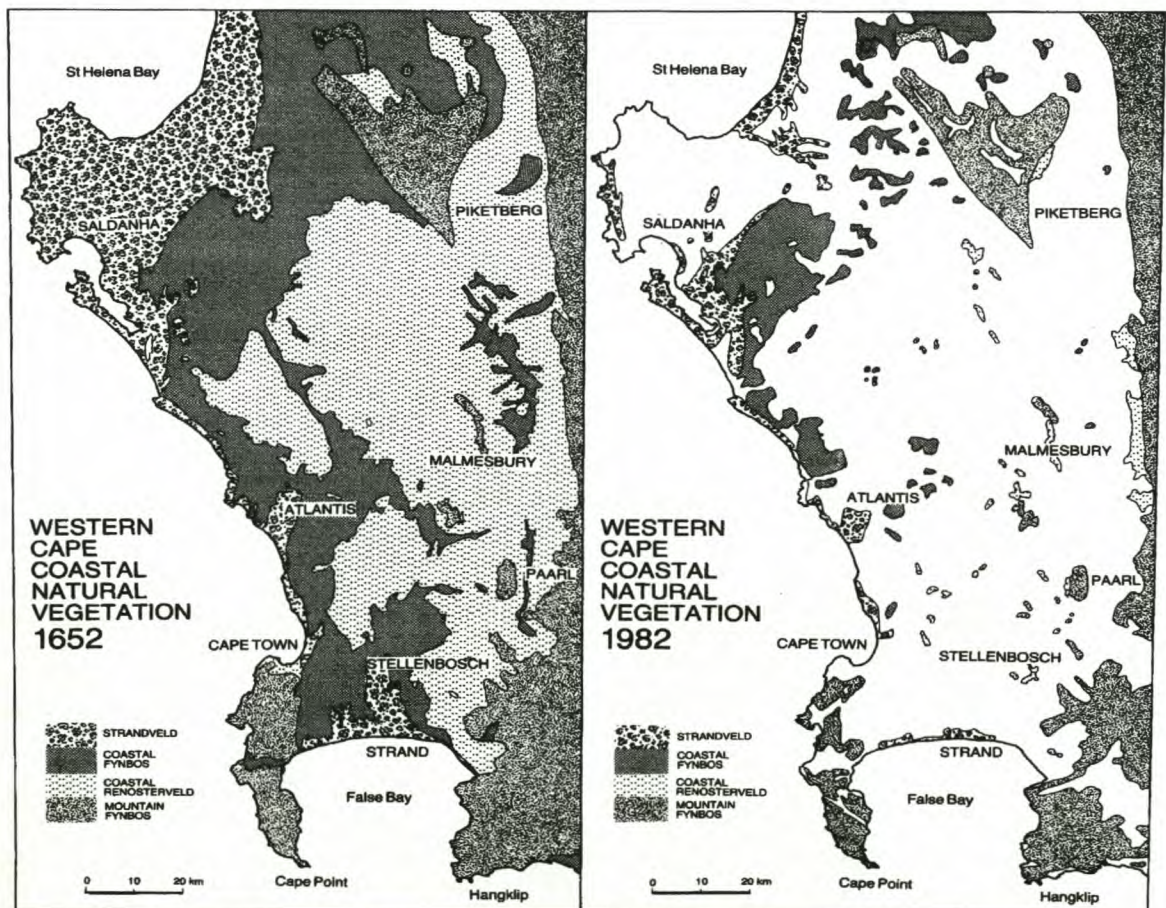 St Helena Bay
SALDANHA
PIKETBERG
MALMESBURY
ATLANTIS
WESTERN
CAPE
COASTAL
NATURAL
VEGETATION
1652
PAARL
CAPE TOWN
STELLENBOSCH
STRANDVELD
COASTAL
FYNBOS
COASTAL
RENOSTERVELD
MOUNTAIN
FYNBOS
STRAND
False Bay
0 10 20 km
Cape Point
Hangklip
St Helena Bay
SALDANHA
PIKETBERG
MALMESBURY
ATLANTIS
WESTERN
CAPE
COASTAL
NATURAL
VEGETATION
1982
PAARL
CAPE TOWN
STELLENBOSCH
STRANDVELD
COASTAL
FYNBOS
COASTAL
RENOSTERVELD
MOUNTAIN
FYNBOS
STRAND
False Bay
0 10 20 km
Cape Point
Hangklip